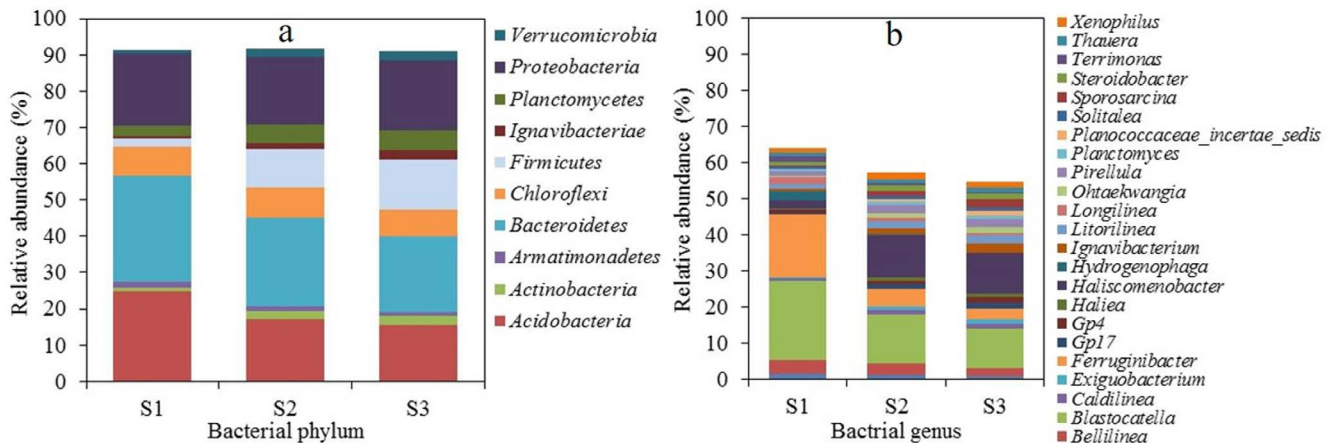 a
Relative abundance (%)
100
90
80
70
60
50
40
30
20
10
0
S1 S2 S3
Bacterial phylum
Verrucomicrobia
Proteobacteria
Planctomycetes
Ignavibacteriae
Firmicutes
Chloroflexi
Bacteroidetes
Armatimonadetes
Actinobacteria
Acidobacteria
b
Relative abundance (%)
100
90
80
70
60
50
40
30
20
10
0
S1 S2 S3
Bactrial genus
Xenophilus
Thauera
Terrimonas
Steroidobacter
Sporosarcina
Solitalea
Planococcaceae_incertae_sedis
Planctomyces
Pirellula
Ohtaekwangia
Longilinea
Litorilinea
Ignavibacterium
Hydrogenophaga
Haliscomenobacter
Haliea
Gp4
Gp17
Ferruginibacter
Exiguobacterium
Caldilinea
Blastocatella
Bellilinea